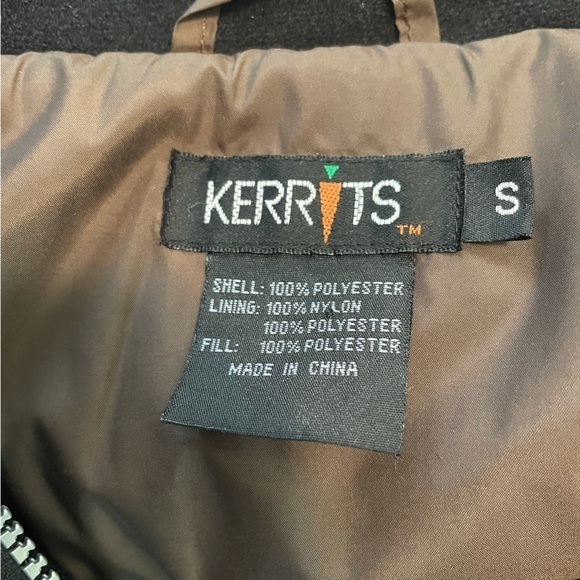 KERRITS TM
S
SHELL: 100% POLYESTER
LINING: 100% NYLON
100% POLYESTER
FILL: 100% POLYESTER
MADE IN CHINA